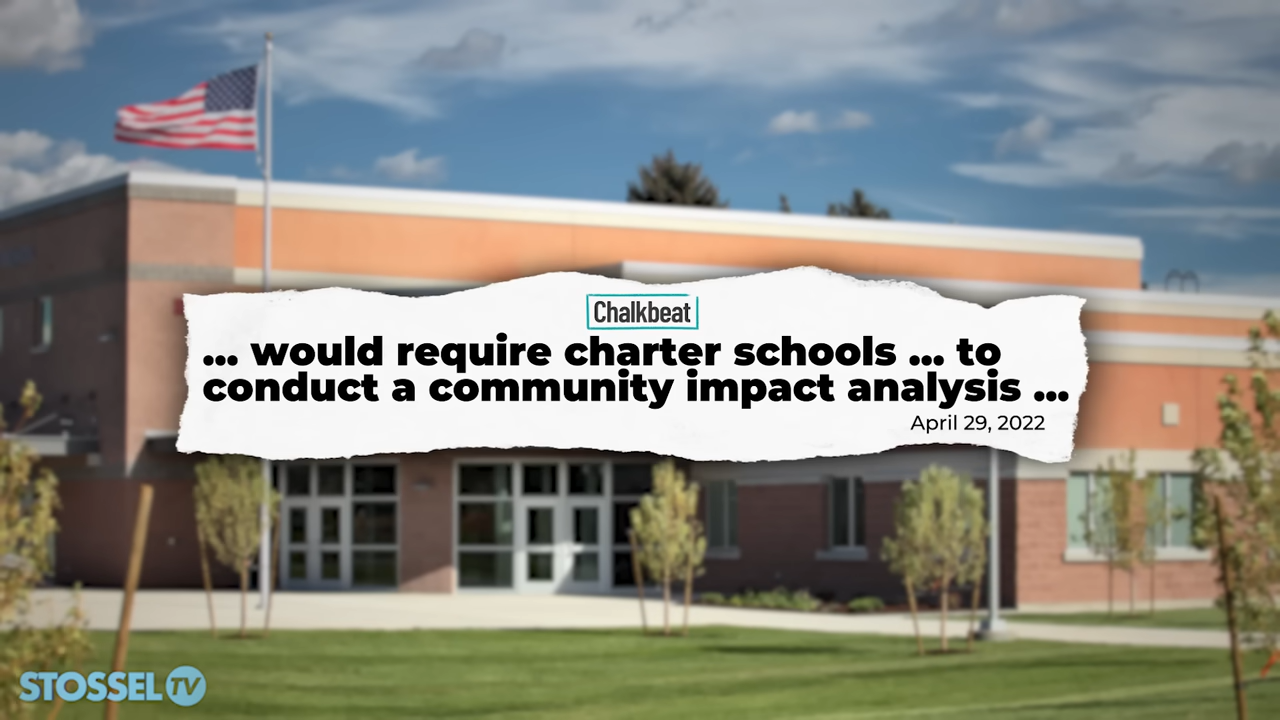 Chalkbeat
... would require charter schools ... to
conduct a community impact analysis ...
April 29, 2022
STOSSEL TV